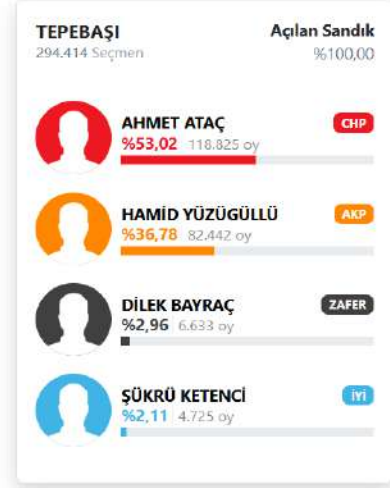 TEPEBAŞI Açılan Sandık
294.414 Seçmen %100,00
AHMET ATAÇ CHP
%53,02 118.825 oy
HAMİD YÜZÜGÜLLÜ AKP
%36,78 82.442 oy
DİLEK BAYRAÇ ZAFER
%2,96 6.633 oy
ŞÜKRÜ KETENCİ İYİ
%2,11 4.725 oy